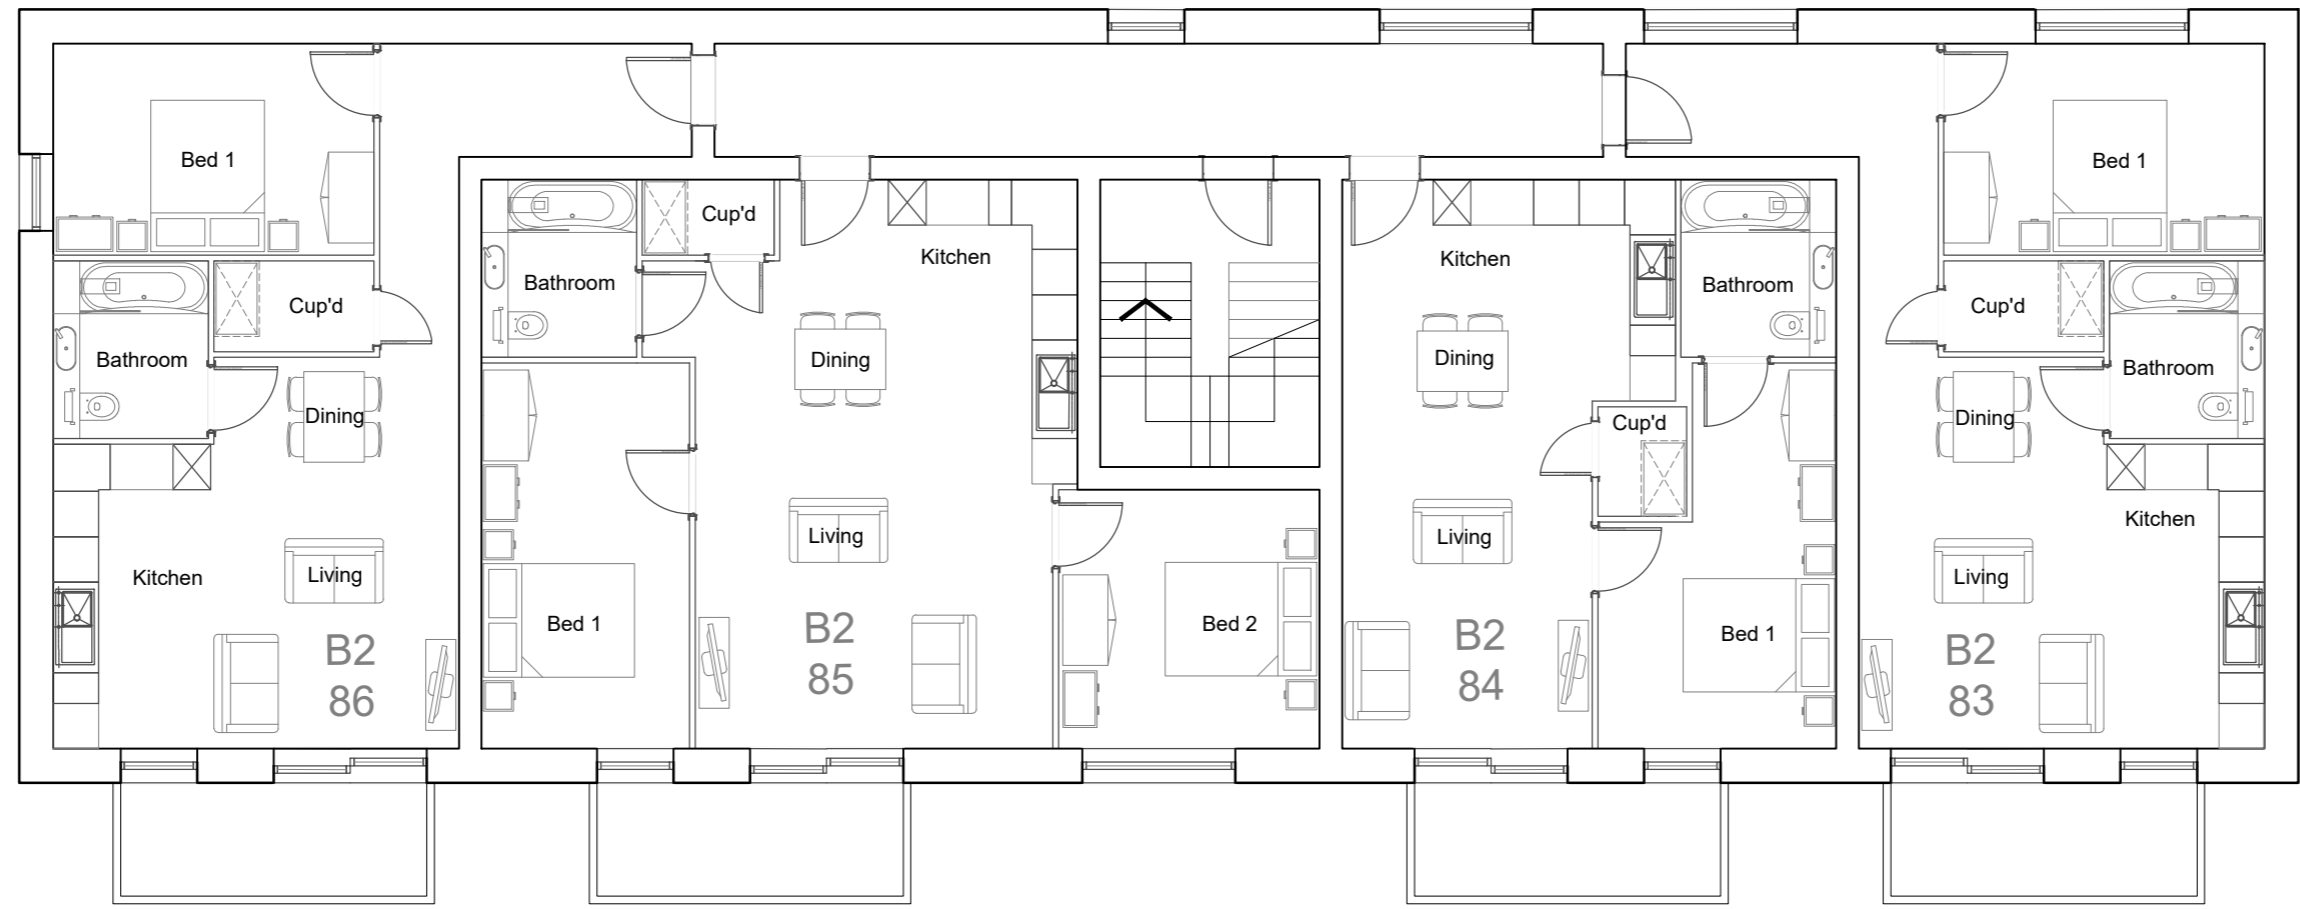 Bed 1
Cup'd
Bathroom
Dining
Kitchen
Living
B2
86
Cup'd
Bathroom
Kitchen
Dining
Living
Bed 1
B2
85
Bed 2
Kitchen
Bathroom
Dining
Cup'd
Living
B2
84
Bed 1
Bed 1
Cup'd
Bathroom
Dining
Kitchen
Living
B2
83